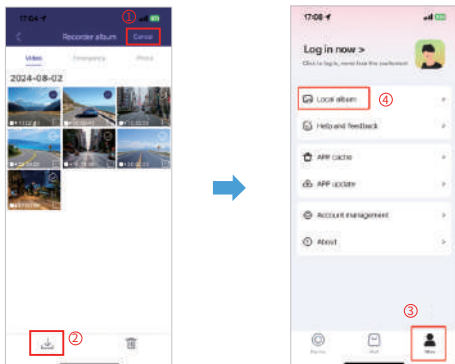 17:04
①
Recorder album
Cancel
Video
Emergency
Photo
2024-08-02
②
17:08
Log in now >
Local album
④
Help and feedback
APP cache
APP update
Account management
About
③
Mine